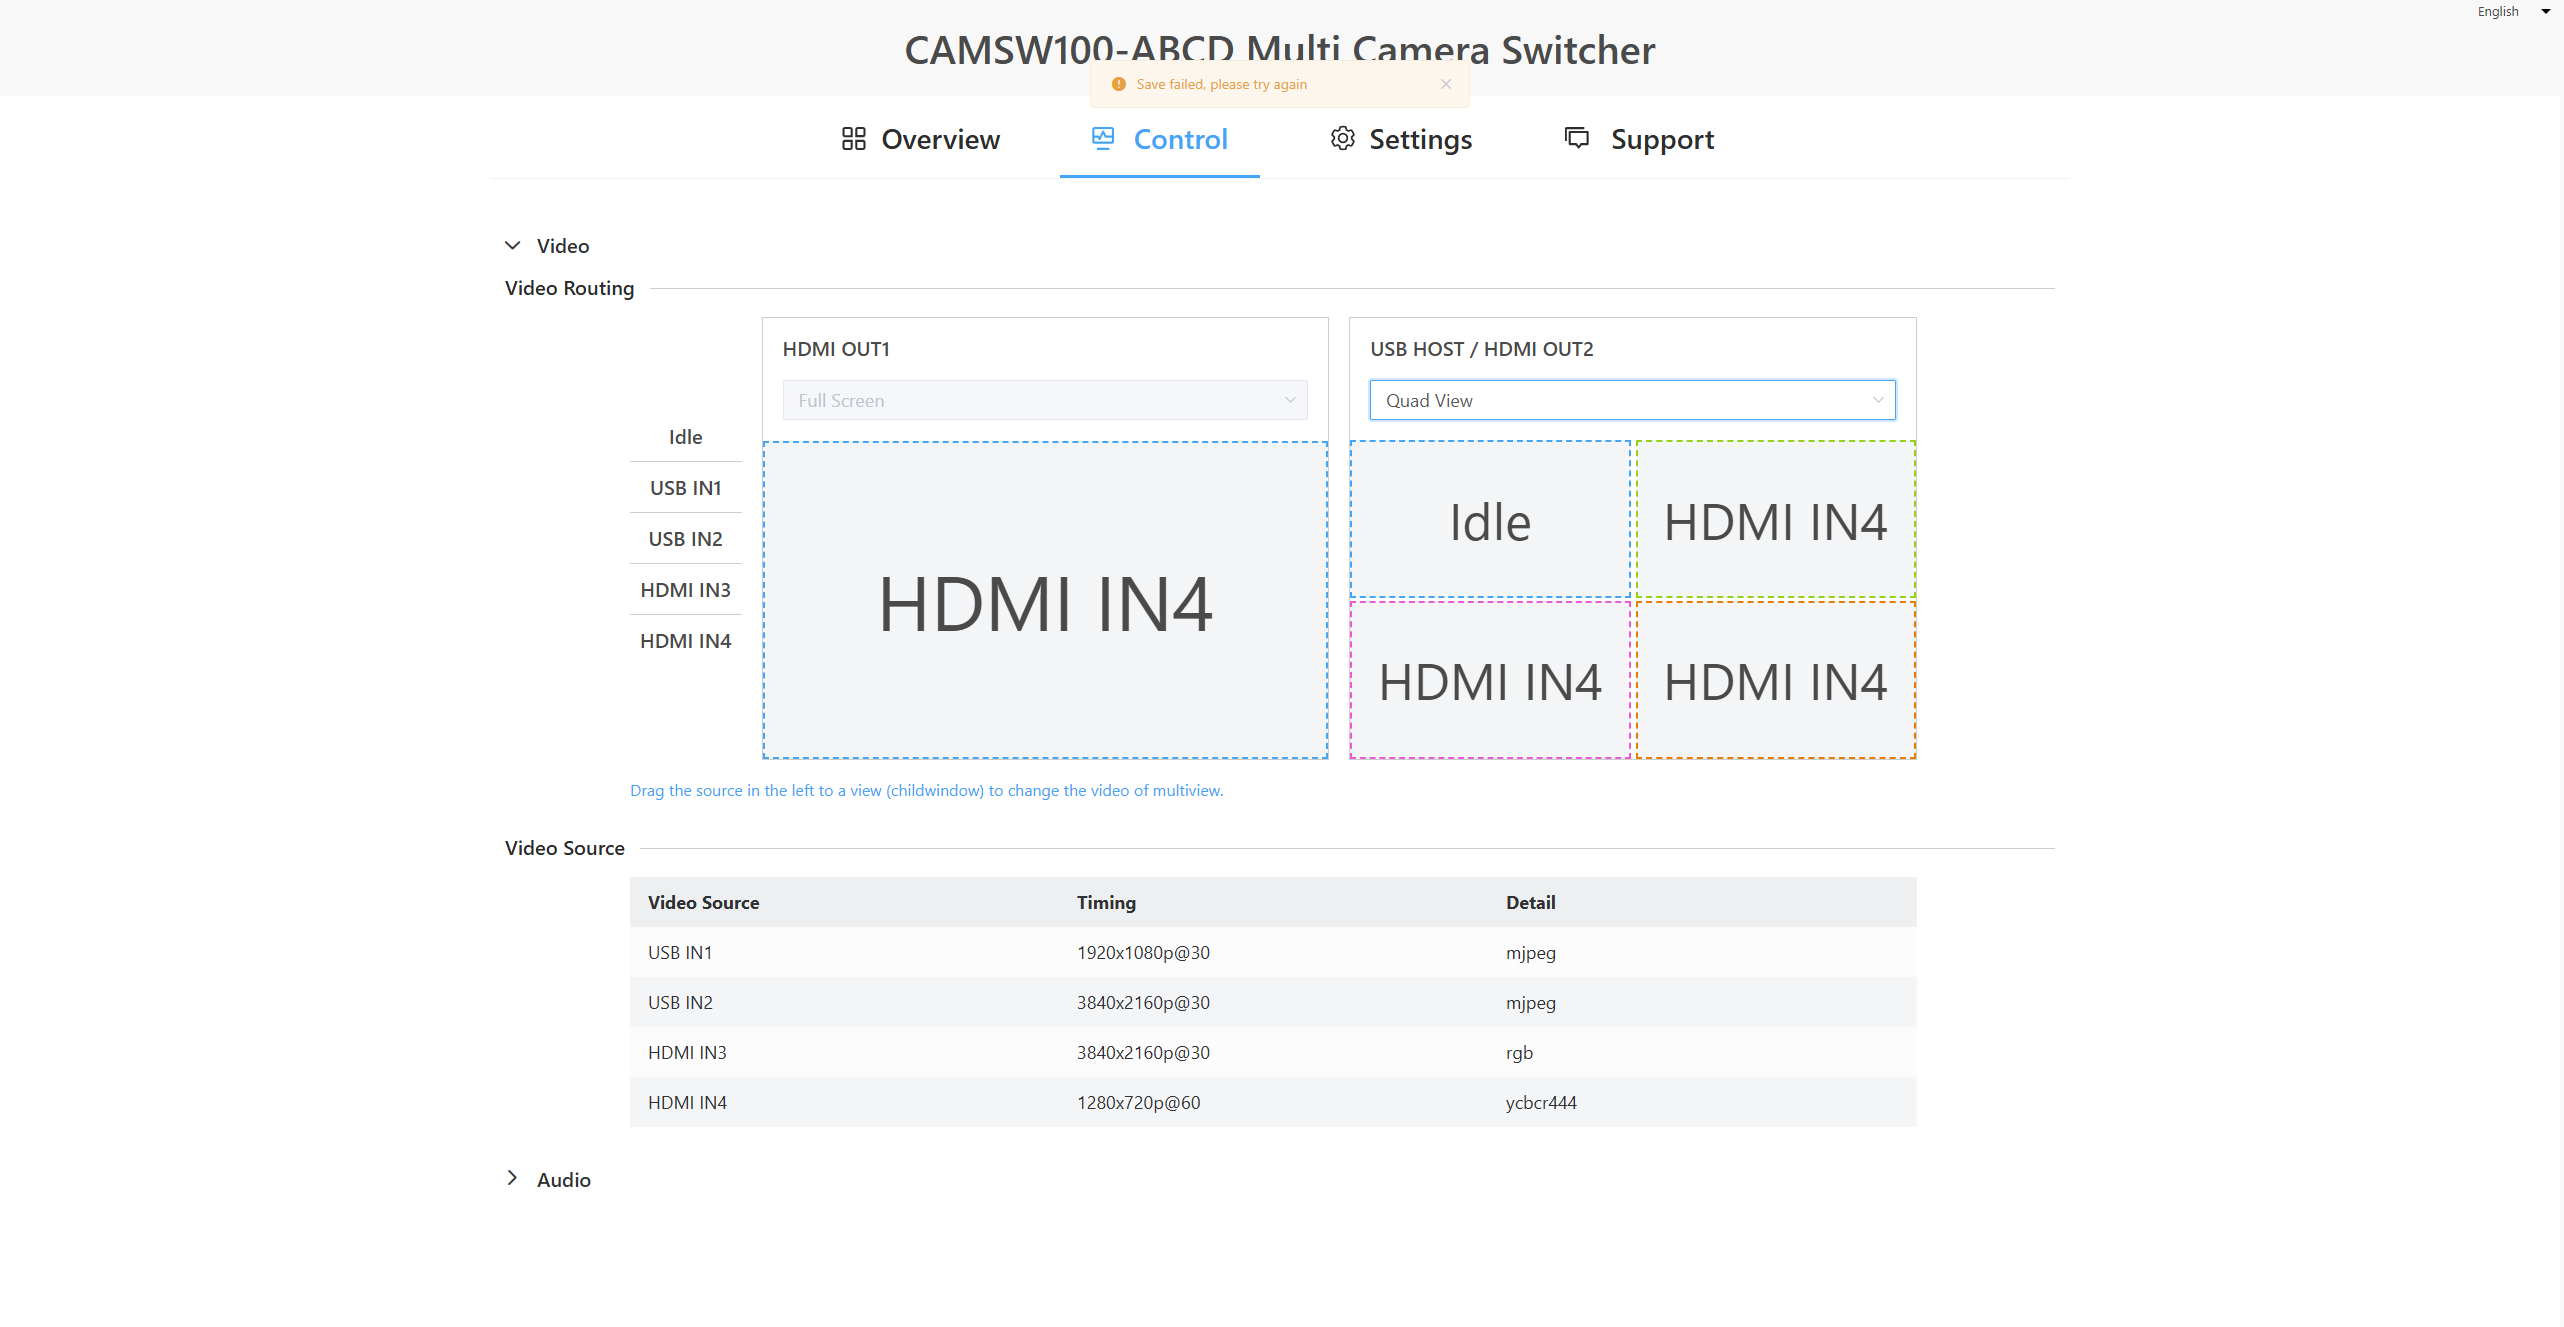 English
CAMSW100-ABCD Multi Camera Switcher
Save failed, please try again
Overview
Control
Settings
Support
Video
Video Routing
Idle
USB IN1
USB IN2
HDMI IN3
HDMI IN4
HDMI OUT1
Full Screen
HDMI IN4
USB HOST / HDMI OUT2
Quad View
Idle
HDMI IN4
HDMI IN4
HDMI IN4
Drag the source in the left to a view (childwindow) to change the video of multiview.
Video Source
Video Source Timing Detail
USB IN1 1920x1080p@30 mjpeg
USB IN2 3840x2160p@30 mjpeg
HDMI IN3 3840x2160p@30 rgb
HDMI IN4 1280x720p@60 ycbcr444
Audio